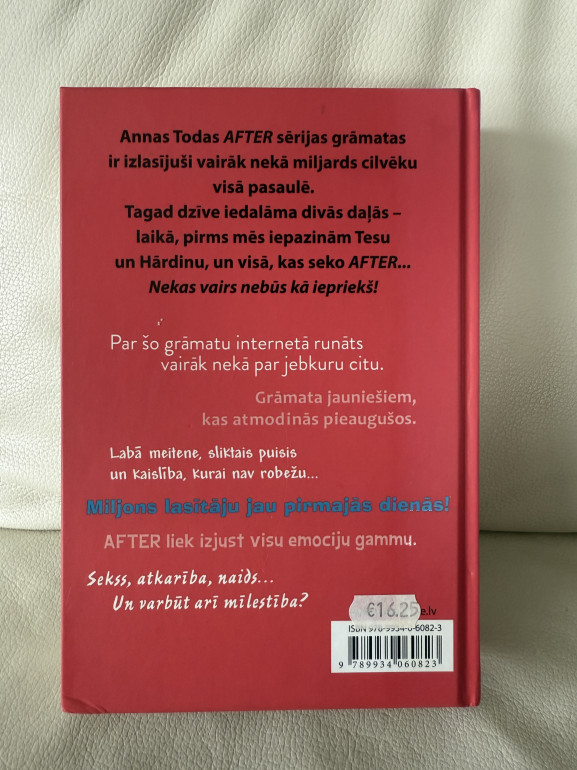 Annas Todas AFTER sērijas grāmatas
ir izlasījuši vairāk nekā miljards cilvēku
visā pasaulē.
Tagad dzīve iedalāma divās daļās –
laikā, pirms mēs iepazinām Tesu
un Hārdinu, un visā, kas seko AFTER...
Nekas vairs nebūs kā iepriekš!
Par šo grāmatu internetā runāts
vairāk nekā par jebkuru citu.
Grāmata jauniešiem,
kas atmodinās pieaugušos.
Labā meitene, sliktais puisis
un kaislība, kurai nav robežu...
Miljons lasītāju jau pirmajās dienās!
AFTER liek izjust visu emociju gammu.
Sekss, atkarība, naids...
Un varbūt arī mīlestība?
€16.25 e.lv
ISBN 978-9934-0-6082-3
9 789934 060823